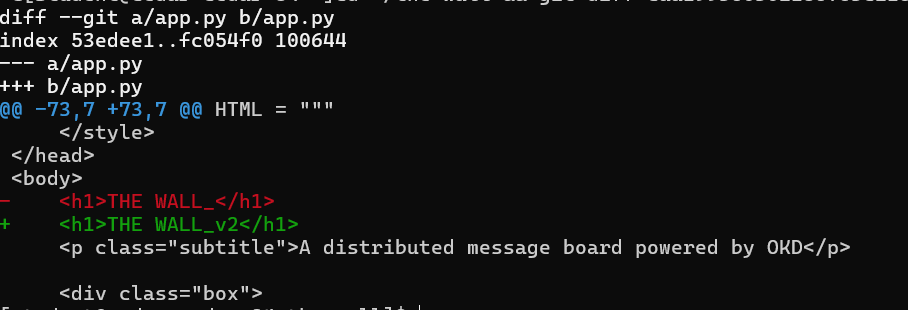 diff --git a/app.py b/app.py
index 53edee1..fc054f0 100644
--- a/app.py
+++ b/app.py
@@ -73,7 +73,7 @@ HTML = """
     </style>
 </head>
 <body>
-    <h1>THE WALL_</h1>
+    <h1>THE WALL_v2</h1>
     <p class="subtitle">A distributed message board powered by OKD</p>
     <div class="box">